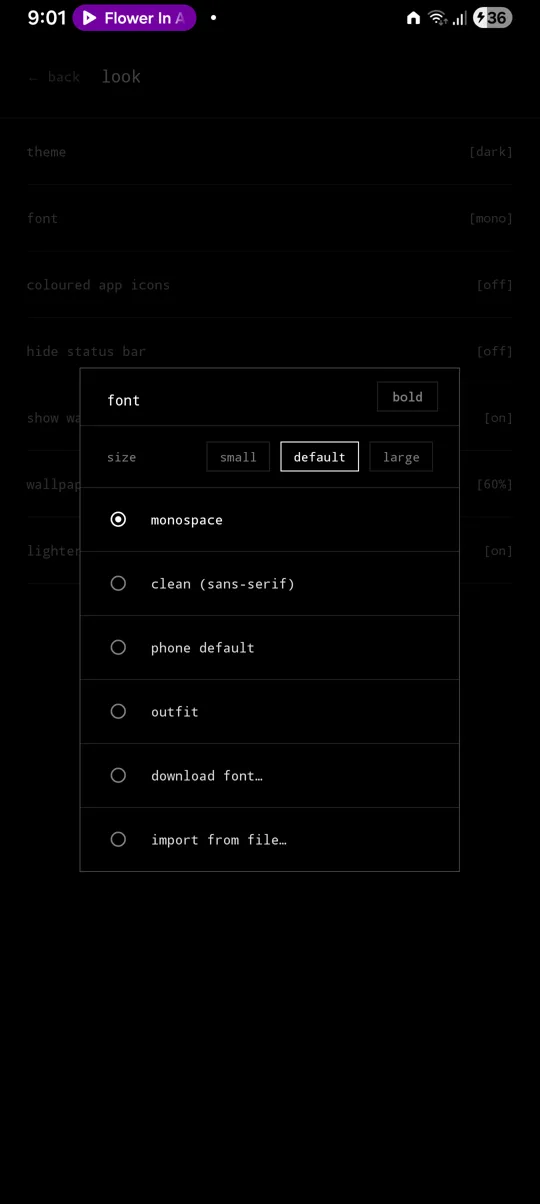 9:01 Flower In A 36
← back look
theme [dark]
font [mono]
coloured app icons [off]
hide status bar [off]
font bold
show wa [on]
size small default large
wallpap [60%]
monospace
lighten [on]
clean (sans-serif)
phone default
outfit
download font…
import from file…